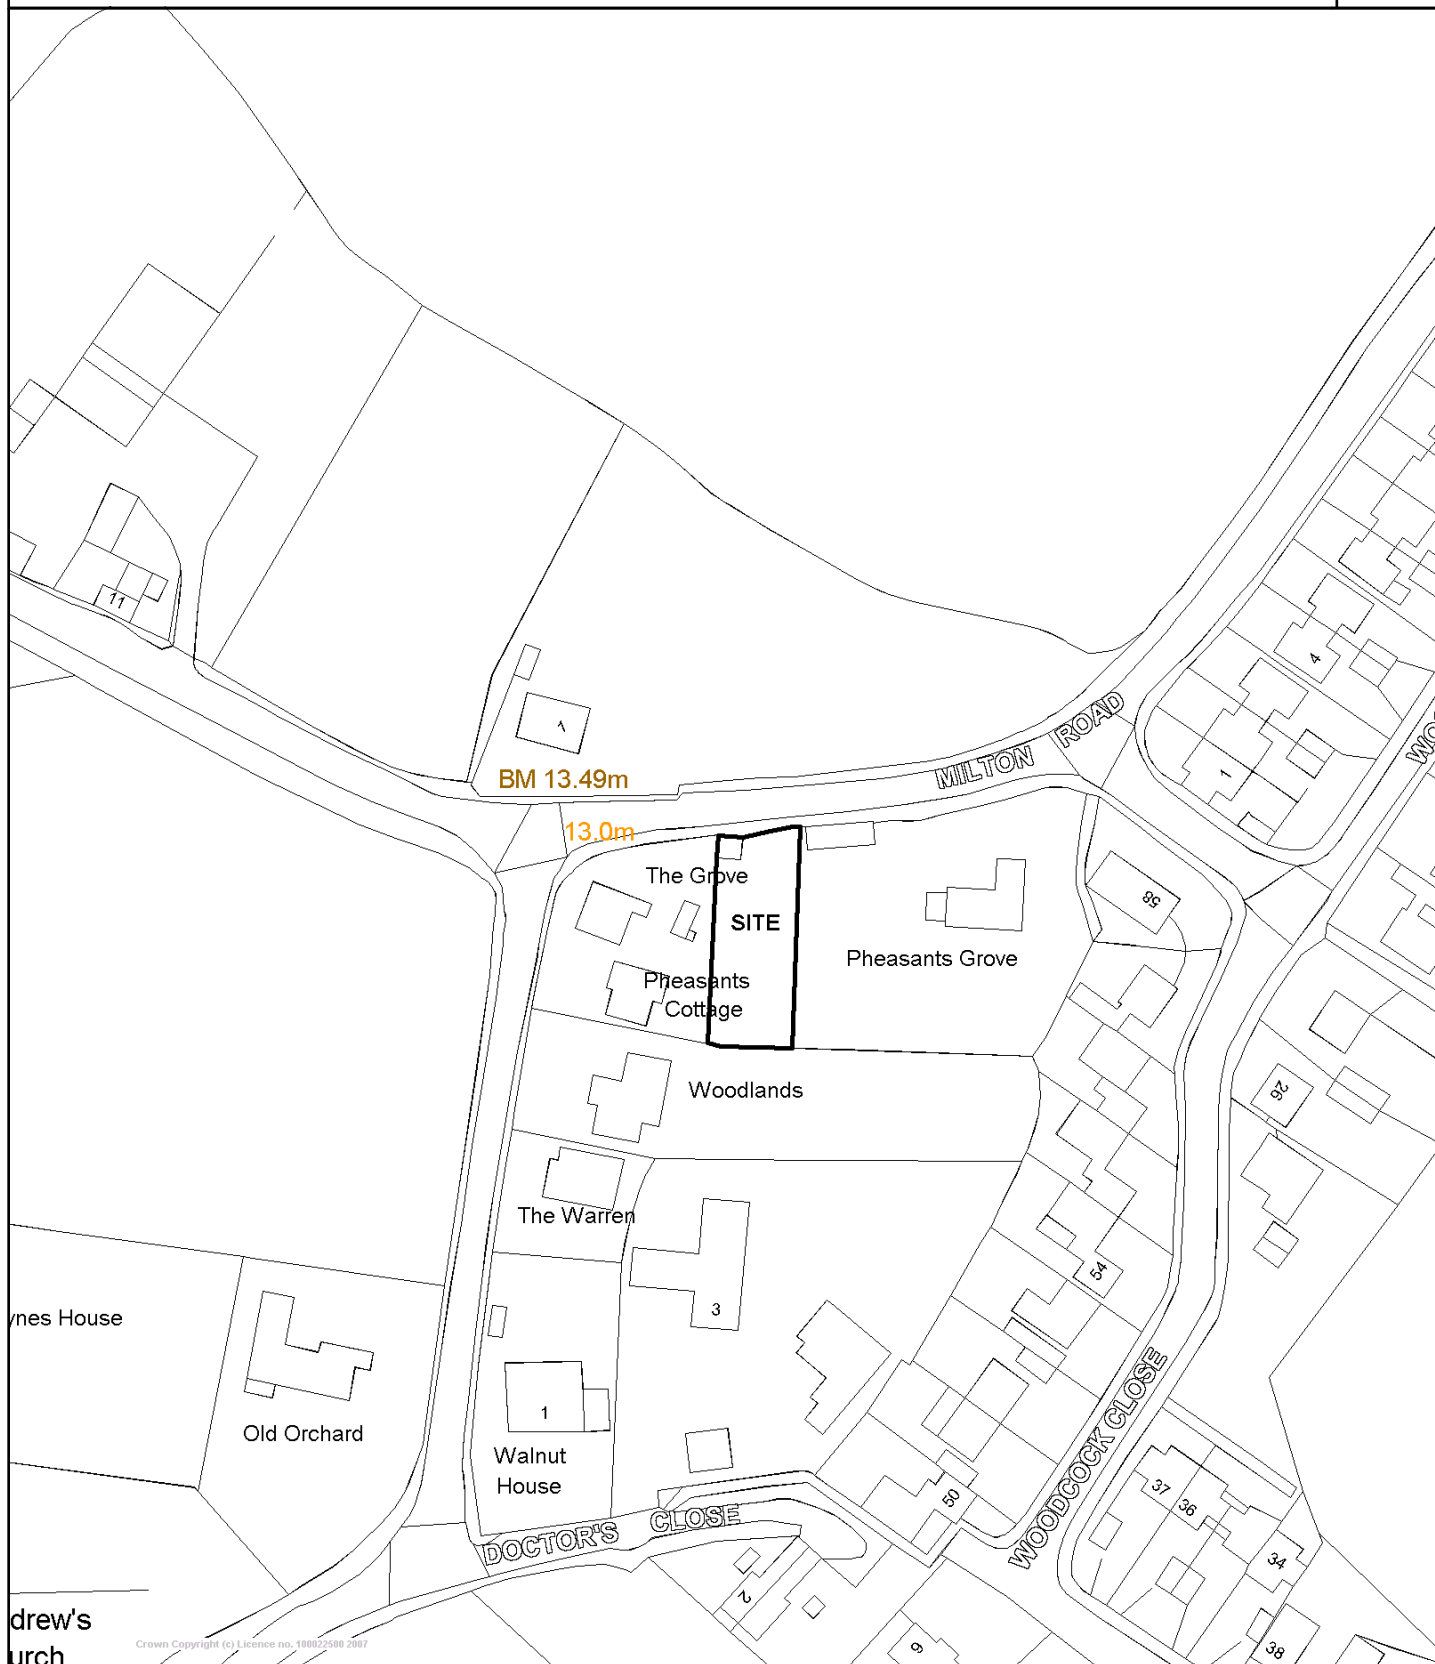 11
4
1
1
MILTON ROAD
BM 13.49m
13.0m
The Grove
58
SITE
Pheasants Grove
Pheasants
Cottage
Woodlands
26
The Warren
54
3
ynes House
1
Old Orchard
Walnut
House
WOODCOCK CLOSE
50
37
36
DOCTOR'S CLOSE
34
2
drew's
urch
6
38
Crown Copyright (c) Licence no. 100022500 2007